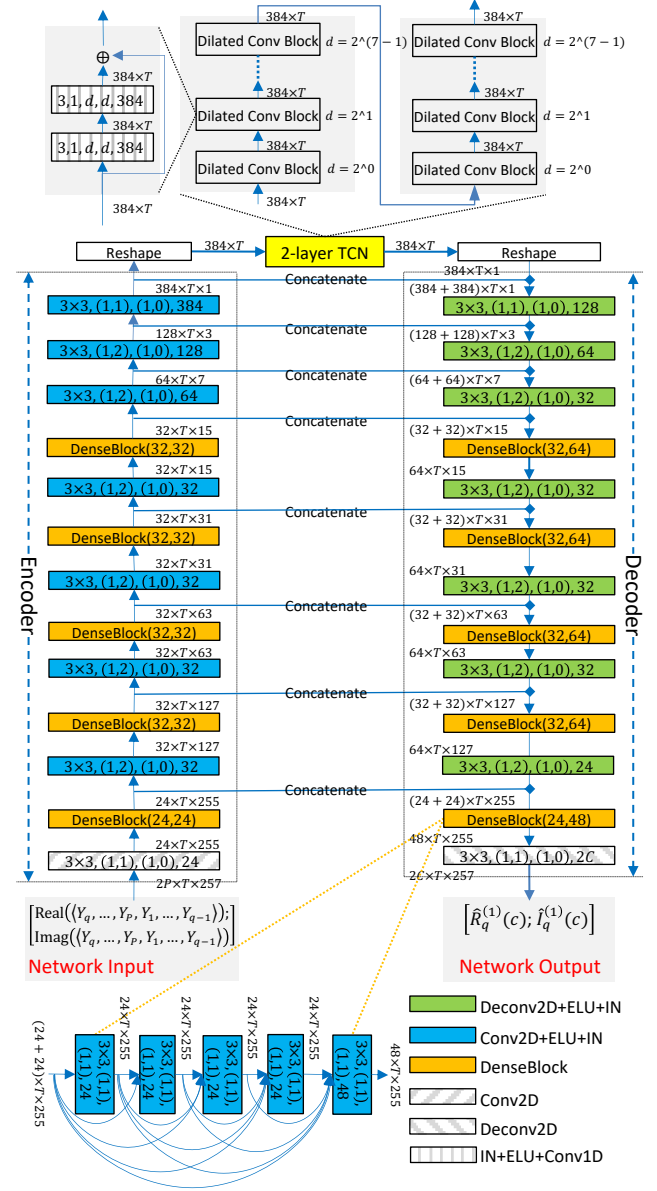 384×T
Dilated Conv Block
d = 2^(7−1)
384×T
Dilated Conv Block
d = 2^(7−1)
384×T
⊕
384×T
3,1,d,d,384
384×T
3,1,d,d,384
384×T
384×T
Dilated Conv Block
d = 2^1
384×T
Dilated Conv Block
d = 2^0
384×T
384×T
Dilated Conv Block
d = 2^1
384×T
Dilated Conv Block
d = 2^0
Reshape
384×T
2-layer TCN
384×T
Reshape
Encoder
384×T×1
3×3, (1,1), (1,0), 384
128×T×3
3×3, (1,2), (1,0), 128
64×T×7
3×3, (1,2), (1,0), 64
32×T×15
DenseBlock(32,32)
32×T×15
3×3, (1,2), (1,0), 32
32×T×31
DenseBlock(32,32)
32×T×31
3×3, (1,2), (1,0), 32
32×T×63
DenseBlock(32,32)
32×T×63
3×3, (1,2), (1,0), 32
32×T×127
DenseBlock(32,32)
32×T×127
3×3, (1,2), (1,0), 32
24×T×255
DenseBlock(24,24)
24×T×255
3×3, (1,1), (1,0), 24
2P×T×257
Concatenate
Concatenate
Concatenate
Concatenate
Concatenate
Concatenate
Concatenate
Concatenate
Decoder
384×T×1
(384 + 384)×T×1
3×3, (1,1), (1,0), 128
(128 + 128)×T×3
3×3, (1,2), (1,0), 64
(64 + 64)×T×7
3×3, (1,2), (1,0), 32
(32 + 32)×T×15
DenseBlock(32,64)
64×T×15
3×3, (1,2), (1,0), 32
(32 + 32)×T×31
DenseBlock(32,64)
64×T×31
3×3, (1,2), (1,0), 32
(32 + 32)×T×63
DenseBlock(32,64)
64×T×63
3×3, (1,2), (1,0), 32
(32 + 32)×T×127
DenseBlock(32,64)
64×T×127
3×3, (1,2), (1,0), 24
(24 + 24)×T×255
DenseBlock(24,48)
48×T×255
3×3, (1,1), (1,0), 2C
2C×T×257
[Real(⟨Y_q, … , Y_P, Y_1, … , Y_{q−1}⟩);
Imag(⟨Y_q, … , Y_P, Y_1, … , Y_{q−1}⟩)]
Network Input
[R̂_q^(1)(c); Î_q^(1)(c)]
Network Output
(24 + 24)×T×255
3×3, (1,1),
(1,1), 24
24×T×255
3×3, (1,1),
(1,1), 24
24×T×255
3×3, (1,1),
(1,1), 24
24×T×255
3×3, (1,1),
(1,1), 24
24×T×255
3×3, (1,1),
(1,1), 48
48×T×255
Deconv2D+ELU+IN
Conv2D+ELU+IN
DenseBlock
Conv2D
Deconv2D
IN+ELU+Conv1D